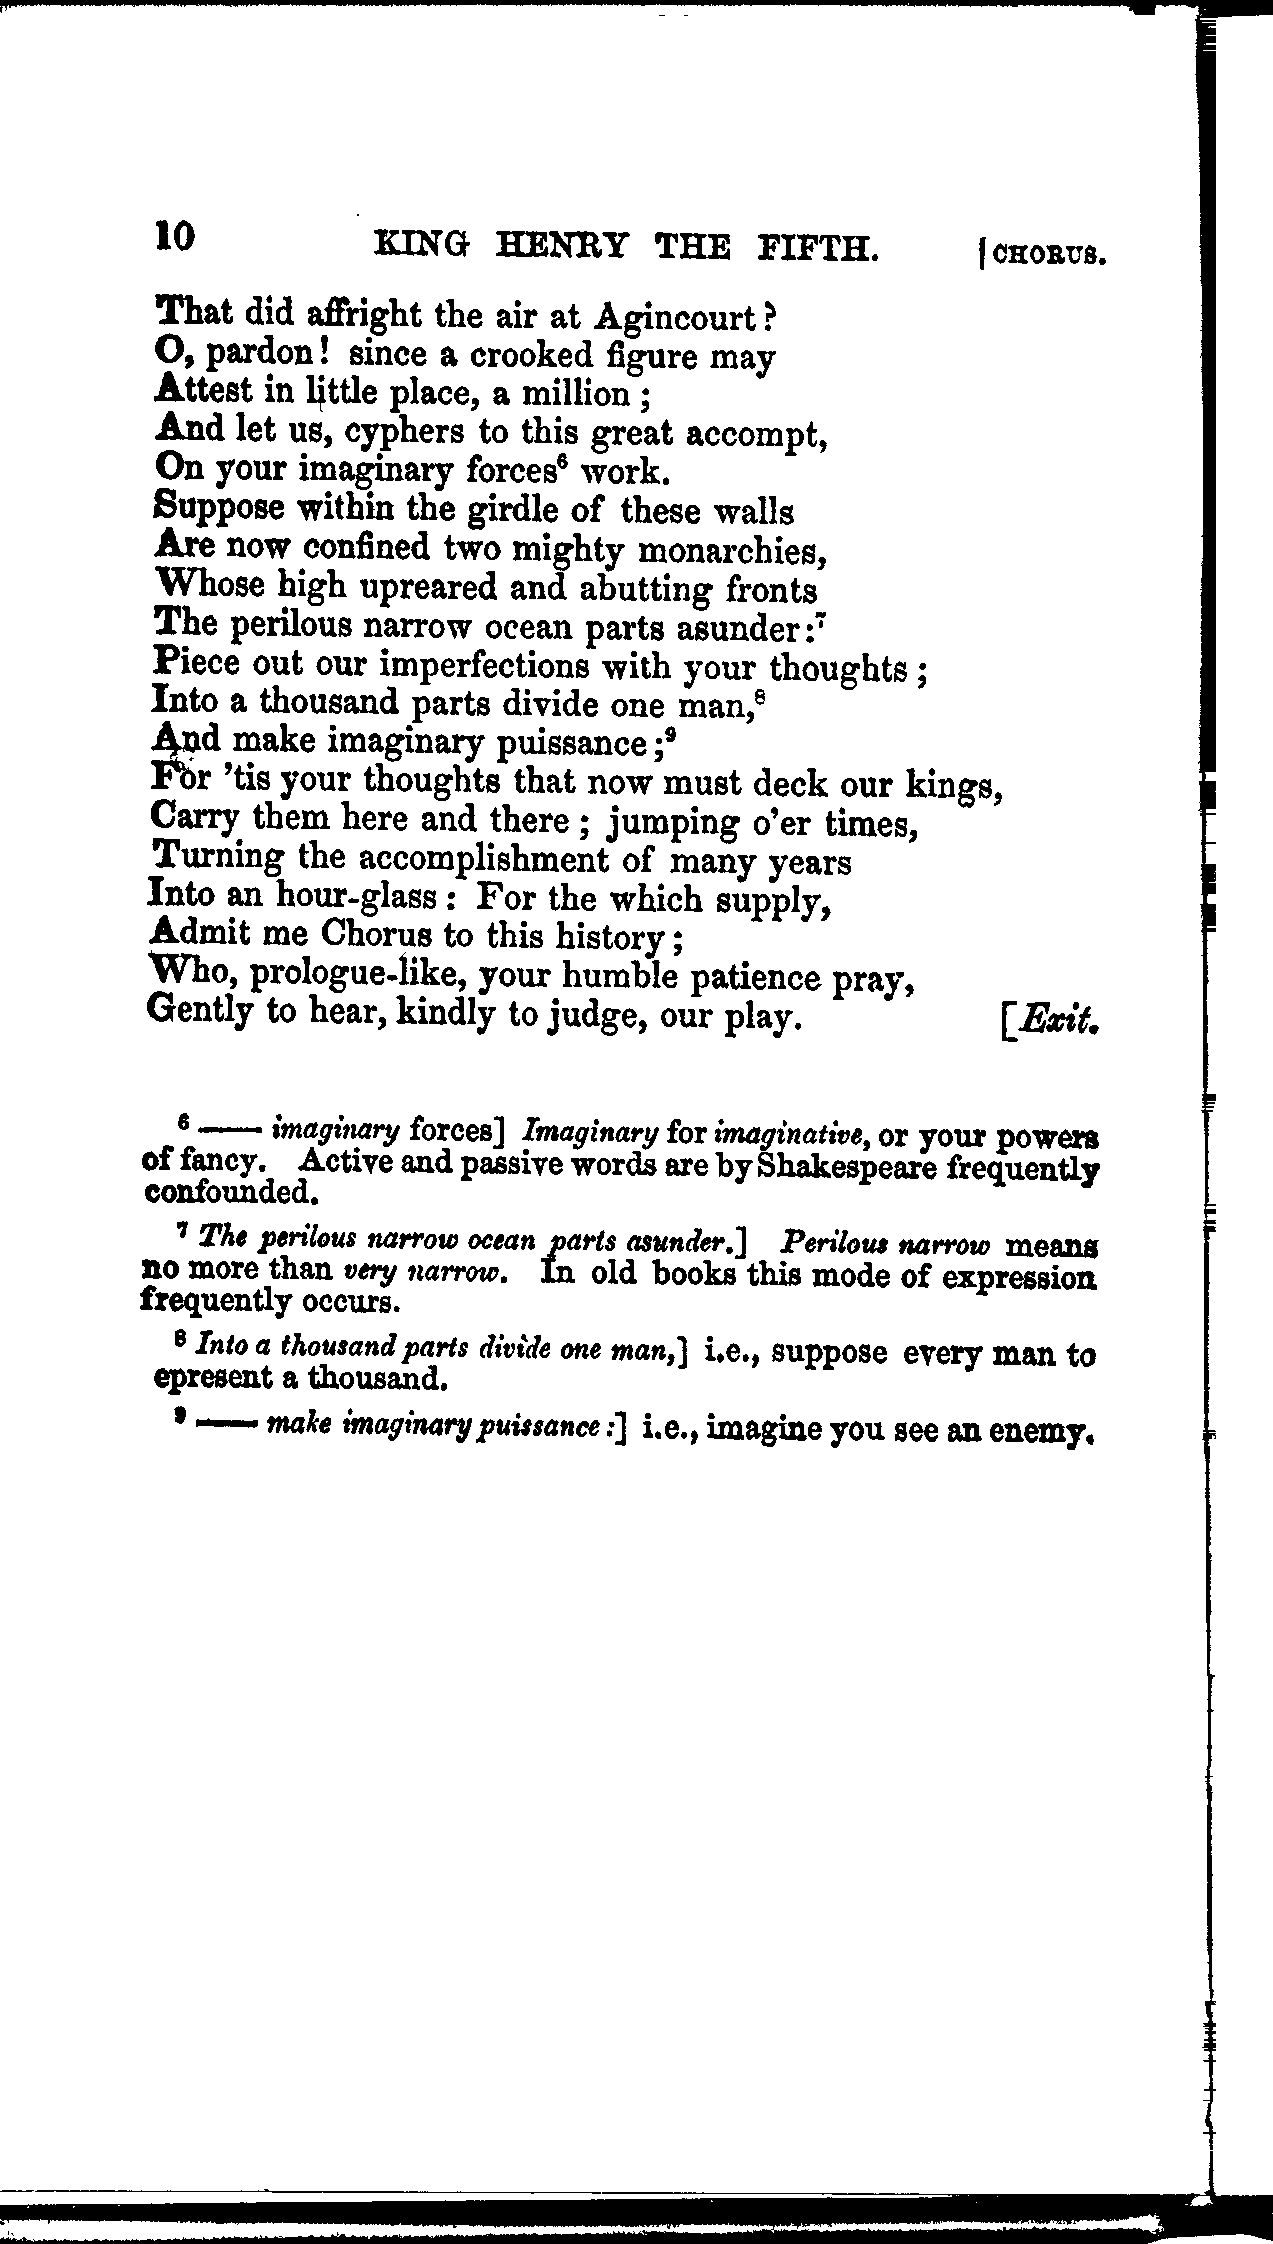 10 KING HENRY THE FIFTH. [CHORUS.
That did affright the air at Agincourt?
O, pardon! since a crooked figure may
Attest in little place, a million;
And let us, cyphers to this great accompt,
On your imaginary forces⁶ work.
Suppose within the girdle of these walls
Are now confined two mighty monarchies,
Whose high upreared and abutting fronts
The perilous narrow ocean parts asunder:⁷
Piece out our imperfections with your thoughts;
Into a thousand parts divide one man,⁸
And make imaginary puissance;⁹
For 'tis your thoughts that now must deck our kings,
Carry them here and there; jumping o'er times,
Turning the accomplishment of many years
Into an hour-glass: For the which supply,
Admit me Chorus to this history;
Who, prologue-like, your humble patience pray,
Gently to hear, kindly to judge, our play. [Exit.
⁶ —— imaginary forces] Imaginary for imaginative, or your powers
of fancy. Active and passive words are by Shakespeare frequently
confounded.
⁷ The perilous narrow ocean parts asunder.] Perilous narrow means
no more than very narrow. In old books this mode of expression
frequently occurs.
⁸ Into a thousand parts divide one man,] i.e., suppose every man to
epresent a thousand.
⁹ —— make imaginary puissance:] i.e., imagine you see an enemy.